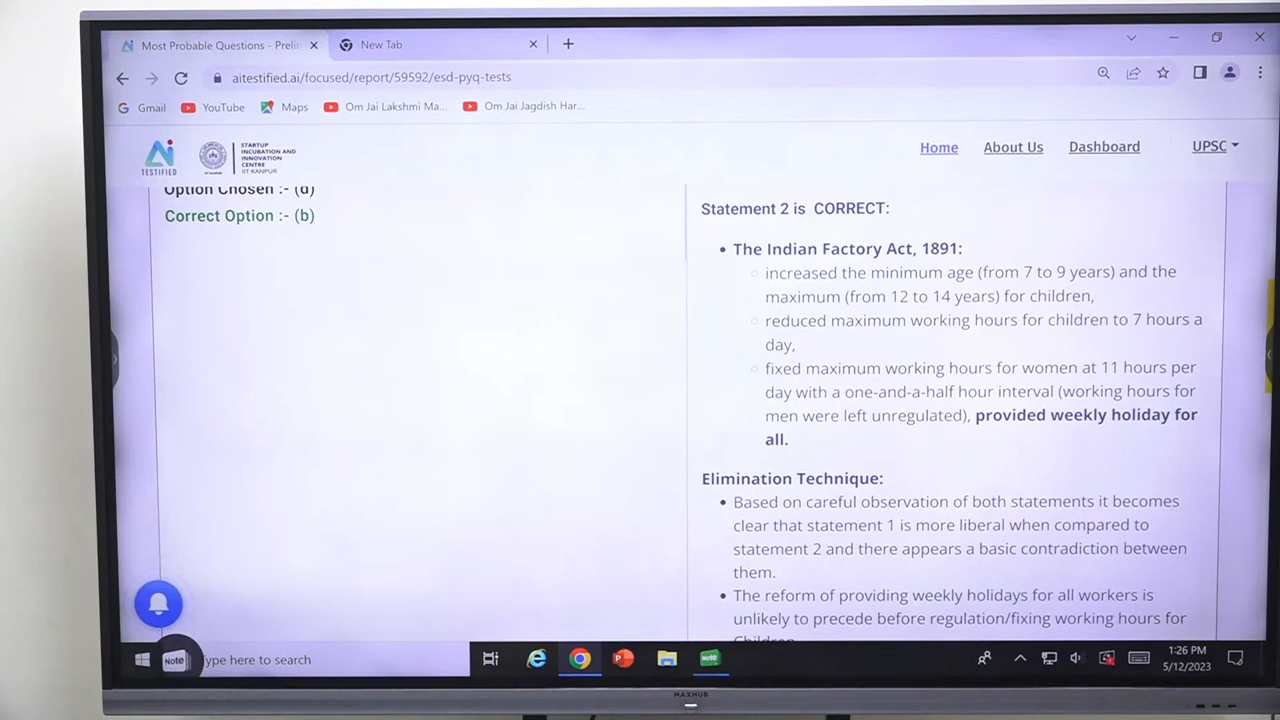 Most Probable Questions - Prelin
New Tab
aitestified.ai/focused/report/59592/esd-pyq-tests
Gmail
YouTube
Maps
Om Jai Lakshmi Ma...
Om Jai Jagdish Har...
TESTIFIED
STARTUP
INCUBATION AND
INNOVATION
CENTRE
IIT KANPUR
Home
About Us
Dashboard
UPSC
Option Chosen :- (d)
Correct Option :- (b)
Statement 2 is CORRECT:
• The Indian Factory Act, 1891:
increased the minimum age (from 7 to 9 years) and the
maximum (from 12 to 14 years) for children,
reduced maximum working hours for children to 7 hours a
day,
fixed maximum working hours for women at 11 hours per
day with a one-and-a-half hour interval (working hours for
men were left unregulated), provided weekly holiday for
all.
Elimination Technique:
• Based on careful observation of both statements it becomes
clear that statement 1 is more liberal when compared to
statement 2 and there appears a basic contradiction between
them.
• The reform of providing weekly holidays for all workers is
unlikely to precede before regulation/fixing working hours for
Children
Note
ype here to search
Note
1:26 PM
5/12/2023
MAXHUB